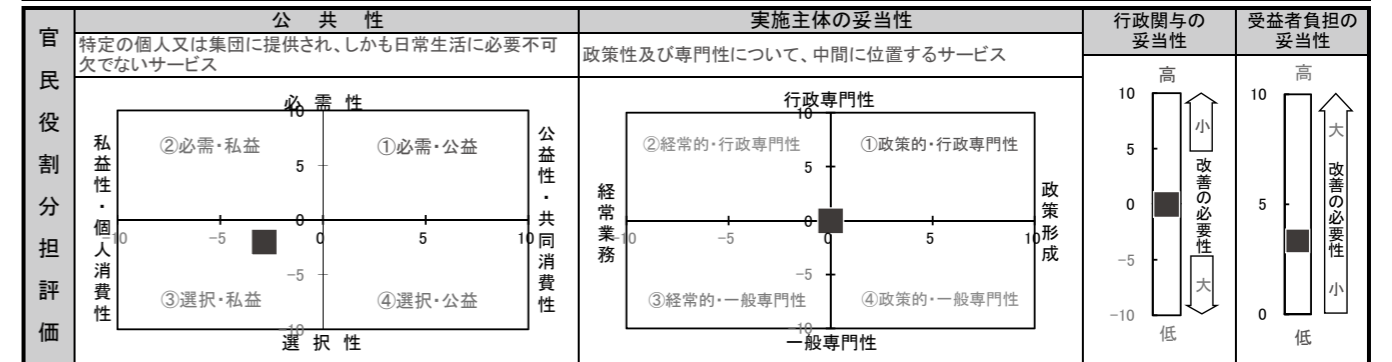 官民役割分担評価
公共性
特定の個人又は集団に提供され、しかも日常生活に必要不可
欠でないサービス
必需性
私益性・個人消費性
公益性・共同消費性
②必需・私益
①必需・公益
③選択・私益
④選択・公益
10
5
0
-5
-10
-10
-5
0
5
10
選択性
実施主体の妥当性
政策性及び専門性について、中間に位置するサービス
行政専門性
経常業務
政策形成
②経常的・行政専門性
①政策的・行政専門性
③経常的・一般専門性
④政策的・一般専門性
10
5
0
-5
-10
-10
-5
0
5
10
一般専門性
行政関与の
妥当性
高
10
5
0
-5
-10
低
小
改善の必要性
大
受益者負担の
妥当性
高
10
5
0
低
大
改善の必要性
小